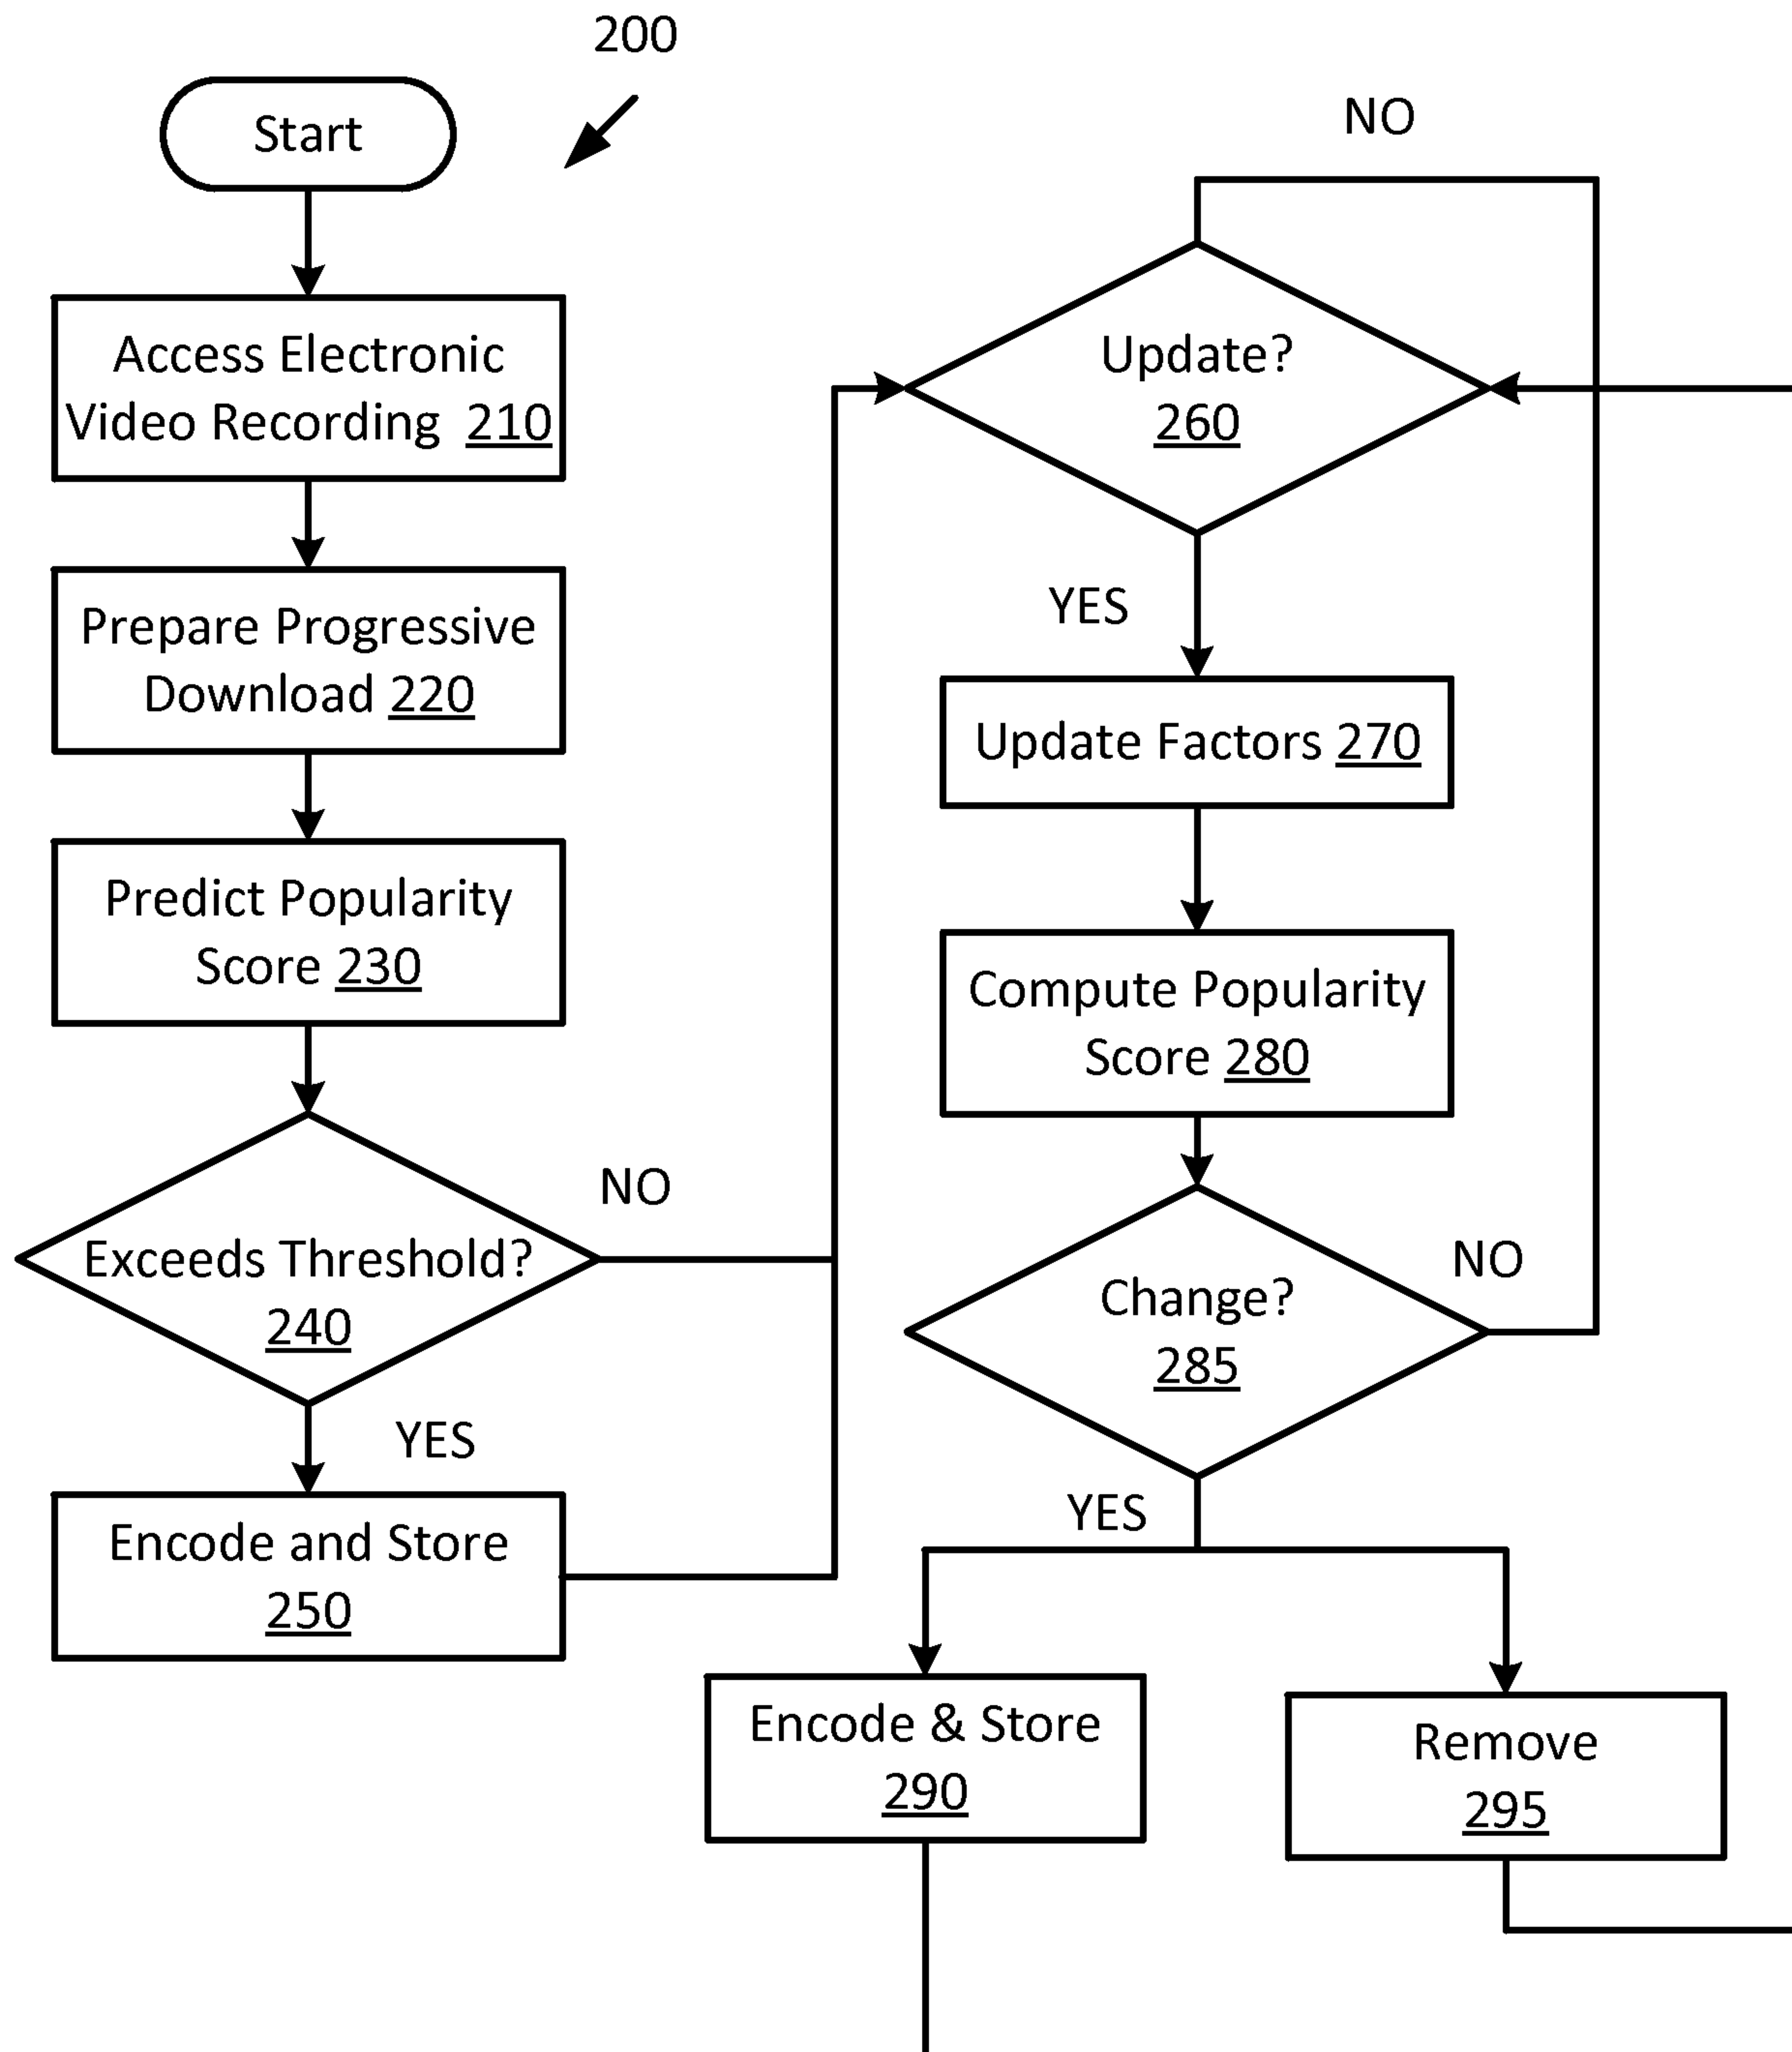 200
Start
Access Electronic
Video Recording 210
Prepare Progressive
Download 220
Predict Popularity
Score 230
Exceeds Threshold?
240
NO
YES
Encode and Store
250
NO
Update?
260
YES
Update Factors 270
Compute Popularity
Score 280
Change?
285
NO
YES
Encode & Store
290
Remove
295